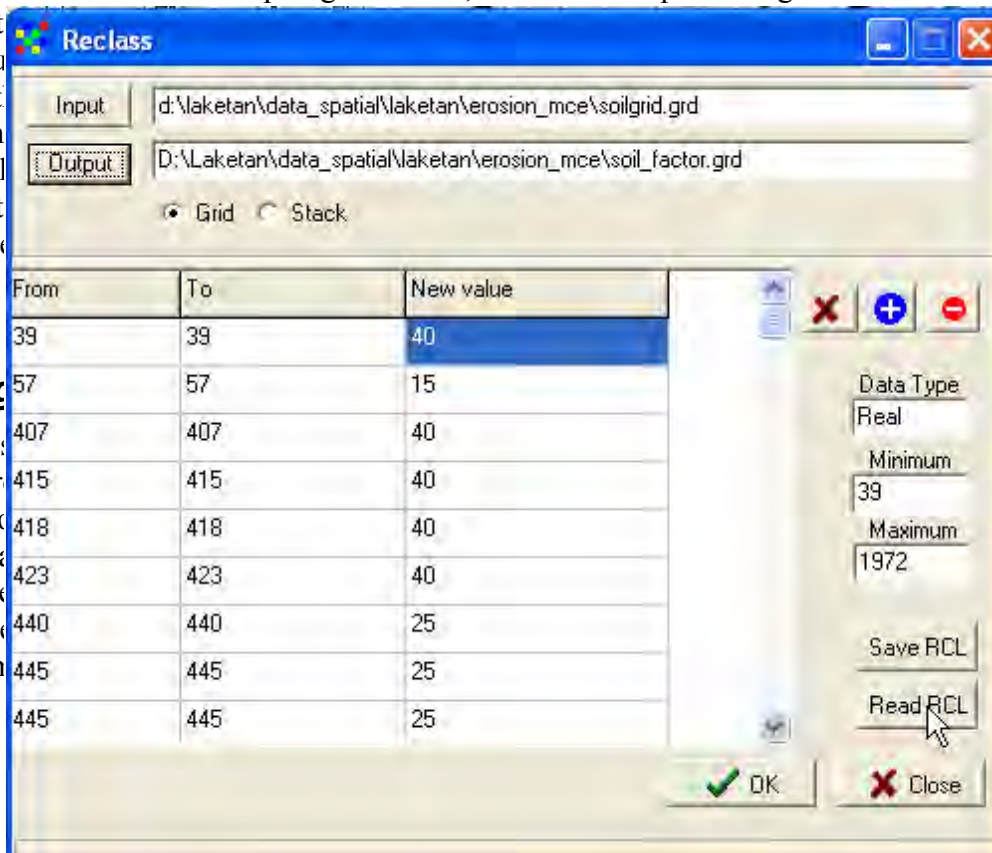 Reclass
Input d:\laketan\data_spatial\laketan\erosion_mce\soilgrid.grd
Output D:\Laketan\data_spatial\laketan\erosion_mce\soil_factor.grd
Grid Stack
From To New value
39 39 40
57 57 15
407 407 40
415 415 40
418 418 40
423 423 40
440 440 25
445 445 25
445 445 25
Data Type
Real
Minimum
39
Maximum
1972
Save RCL
Read RCL
OK Close